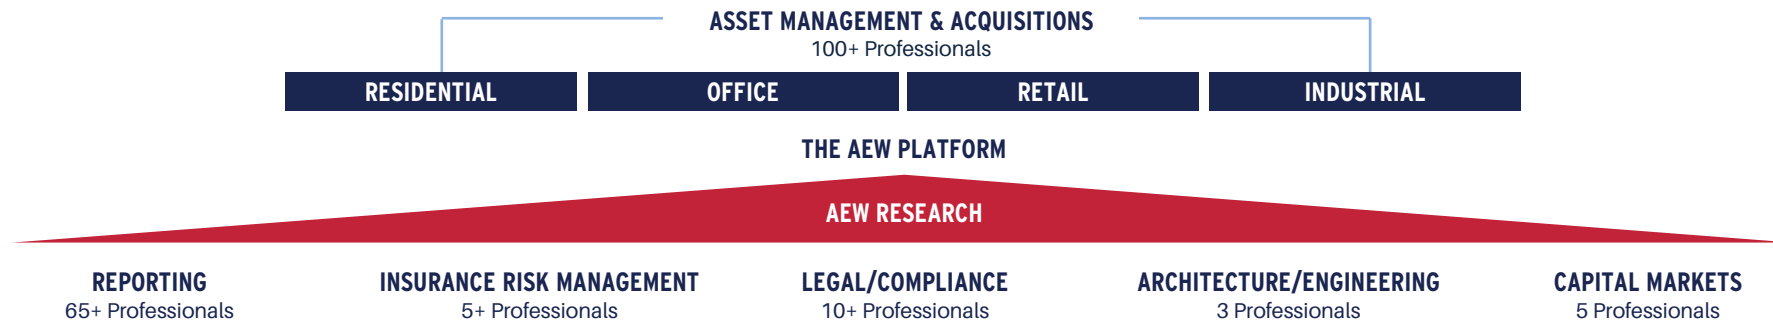 ASSET MANAGEMENT & ACQUISITIONS
100+ Professionals
RESIDENTIAL
OFFICE
RETAIL
INDUSTRIAL
THE AEW PLATFORM
AEW RESEARCH
REPORTING
65+ Professionals
INSURANCE RISK MANAGEMENT
5+ Professionals
LEGAL/COMPLIANCE
10+ Professionals
ARCHITECTURE/ENGINEERING
3 Professionals
CAPITAL MARKETS
5 Professionals